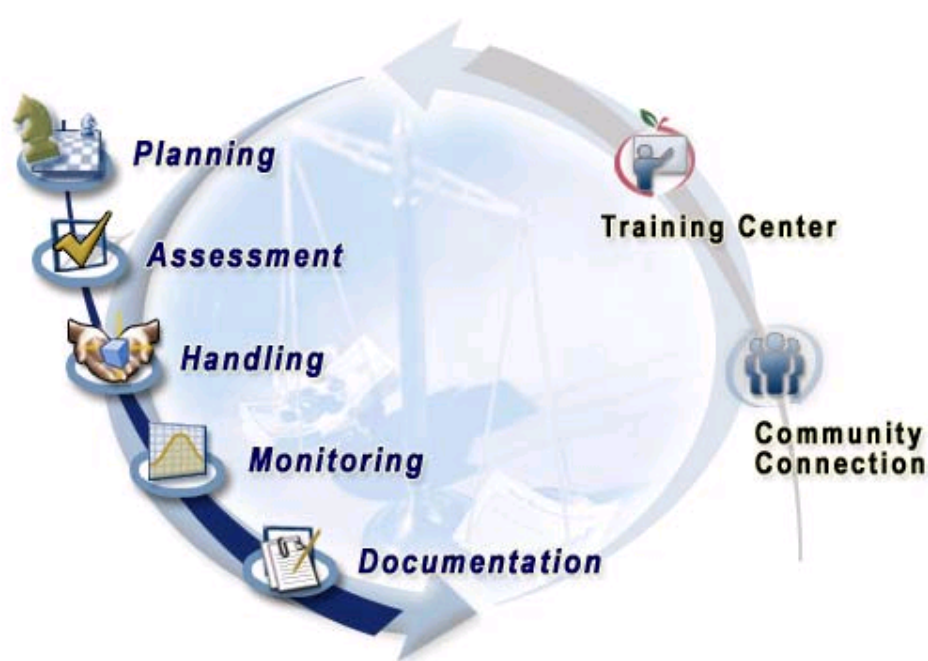 Planning
Assessment
Handling
Monitoring
Documentation
Training Center
Community
Connection